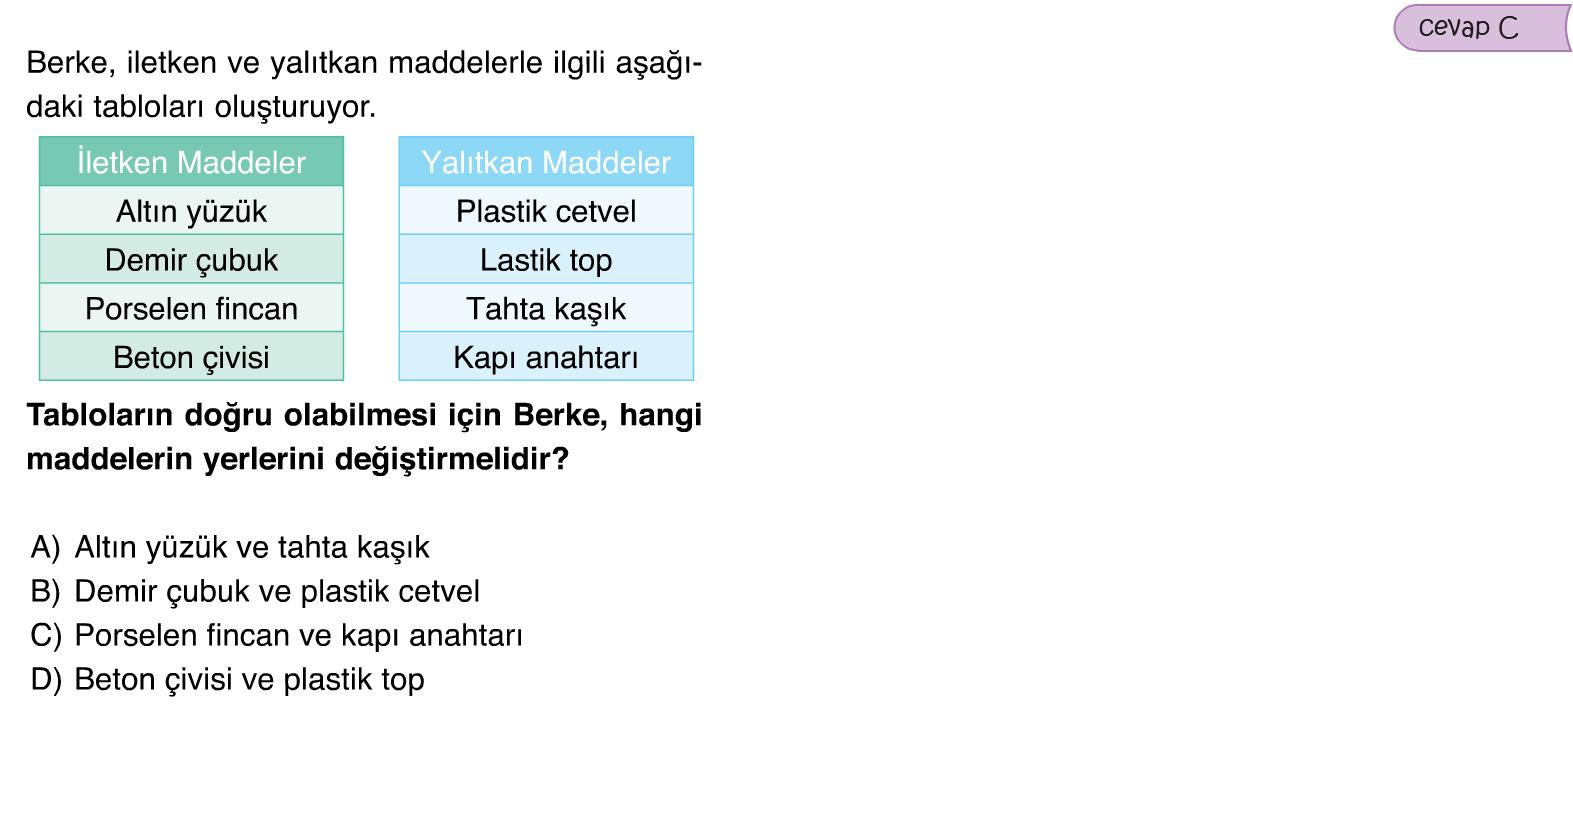 cevap C
Berke, iletken ve yalıtkan maddelerle ilgili aşağı-
daki tabloları oluşturuyor.
İletken Maddeler
Altın yüzük
Demir çubuk
Porselen fincan
Beton çivisi
Yalıtkan Maddeler
Plastik cetvel
Lastik top
Tahta kaşık
Kapı anahtarı
Tabloların doğru olabilmesi için Berke, hangi
maddelerin yerlerini değiştirmelidir?
A) Altın yüzük ve tahta kaşık
B) Demir çubuk ve plastik cetvel
C) Porselen fincan ve kapı anahtarı
D) Beton çivisi ve plastik top